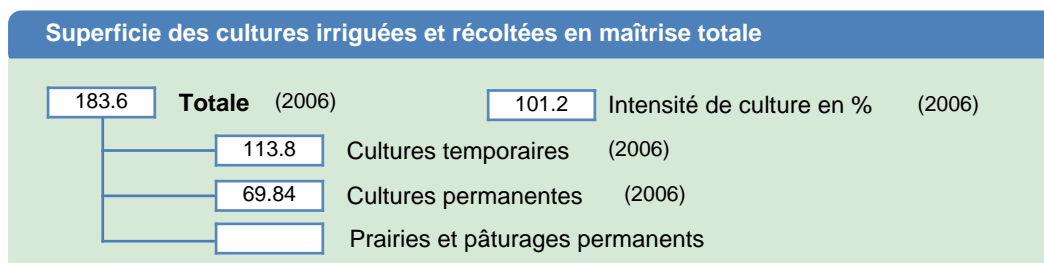 Superficie des cultures irriguées et récoltées en maîtrise totale
183.6 Totale (2006) 101.2 Intensité de culture en % (2006)
113.8 Cultures temporaires (2006)
69.84 Cultures permanentes (2006)
Prairies et pâturages permanents